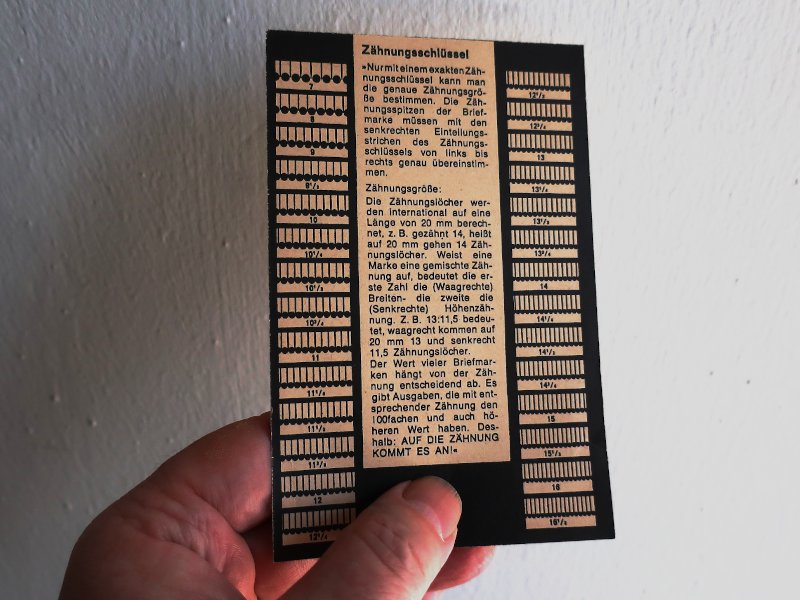 Zähnungsschlüssel
»Nur mit einem exakten Zäh-
nungsschlüssel kann man
die genaue Zähnungsgrö-
ße bestimmen. Die Zäh-
nungsspitzen der Brief-
marke müssen mit den
senkrechten Einteilungs-
strichen des Zähnungs-
schlüssels von links bis
rechts genau übereinstim-
men.
Zähnungsgröße:
Die Zähnungslöcher wer-
den international auf eine
Länge von 20 mm berech-
net, z. B. gezähnt 14, heißt
auf 20 mm gehen 14 Zäh-
nungslöcher. Weist eine
Marke eine gemischte Zäh-
nung auf, bedeutet die er-
ste Zahl die (Waagrechte)
Breiten- die zweite die
(Senkrechte) Höhenzäh-
nung. Z. B. 13:11,5 bedeu-
tet, waagrecht kommen auf
20 mm 13 und senkrecht
11,5 Zähnungslöcher.
Der Wert vieler Briefmar-
ken hängt von der Zäh-
nung entscheidend ab. Es
gibt Ausgaben, die mit ent-
sprechender Zähnung den
100fachen und auch hö-
heren Wert haben. Des-
halb: AUF DIE ZÄHNUNG
KOMMT ES AN!«
7
8
9
10
11
12
13
14
15
16